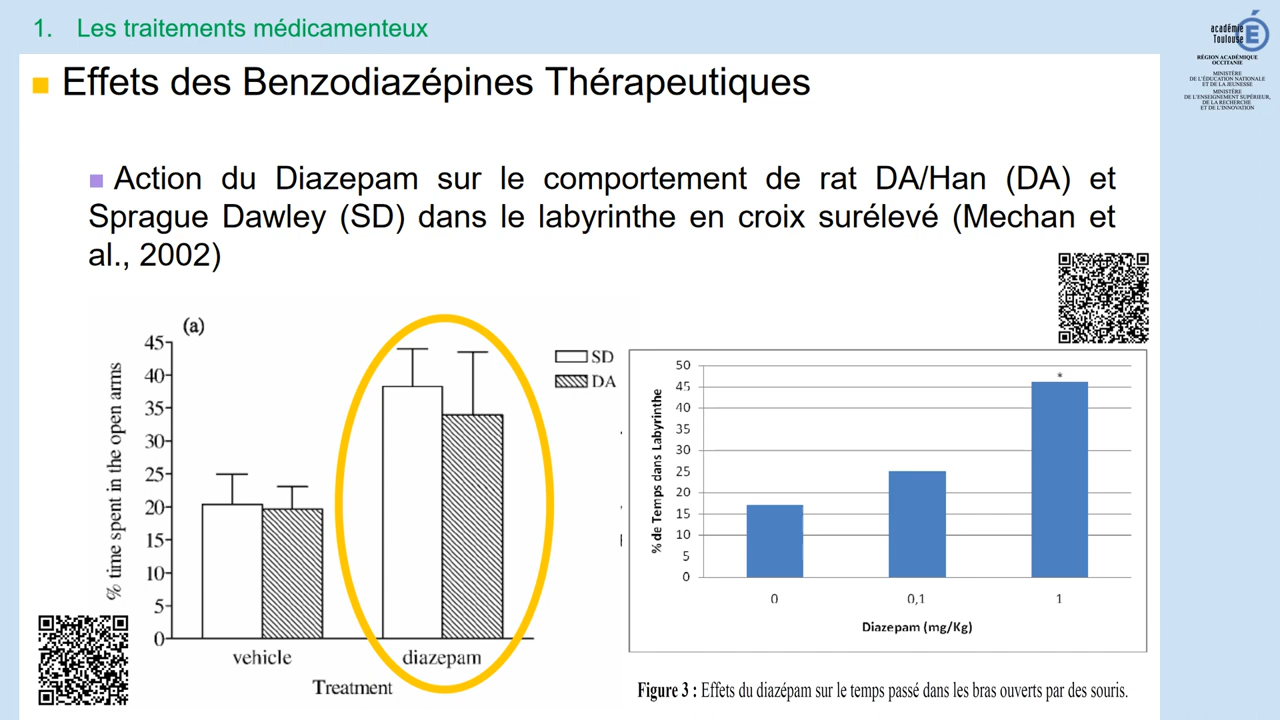 1. Les traitements médicamenteux
académie
Toulouse
RÉGION ACADÉMIQUE
OCCITANIE
MINISTÈRE
DE L'ÉDUCATION NATIONALE
ET DE LA JEUNESSE
MINISTÈRE
DE L'ENSEIGNEMENT SUPÉRIEUR,
DE LA RECHERCHE
ET DE L'INNOVATION
Effets des Benzodiazépines Thérapeutiques
Action du Diazepam sur le comportement de rat DA/Han (DA) et
Sprague Dawley (SD) dans le labyrinthe en croix surélevé (Mechan et
al., 2002)
(a)
% time spent in the open arms
45
40
35
30
25
20
15
10
5
0
SD
DA
vehicle
diazepam
Treatment
% de Temps dans Labyrinthe
50
45
40
35
30
25
20
15
10
5
0
*
0
0,1
1
Diazepam (mg/Kg)
Figure 3 : Effets du diazépam sur le temps passé dans les bras ouverts par des souris.